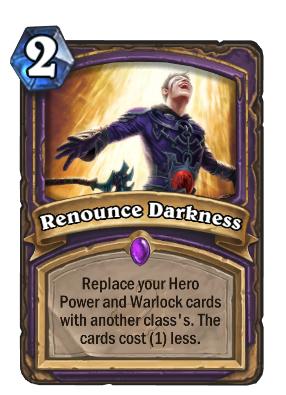 2
Renounce Darkness
Replace your Hero
Power and Warlock cards
with another class's. The
cards cost (1) less.